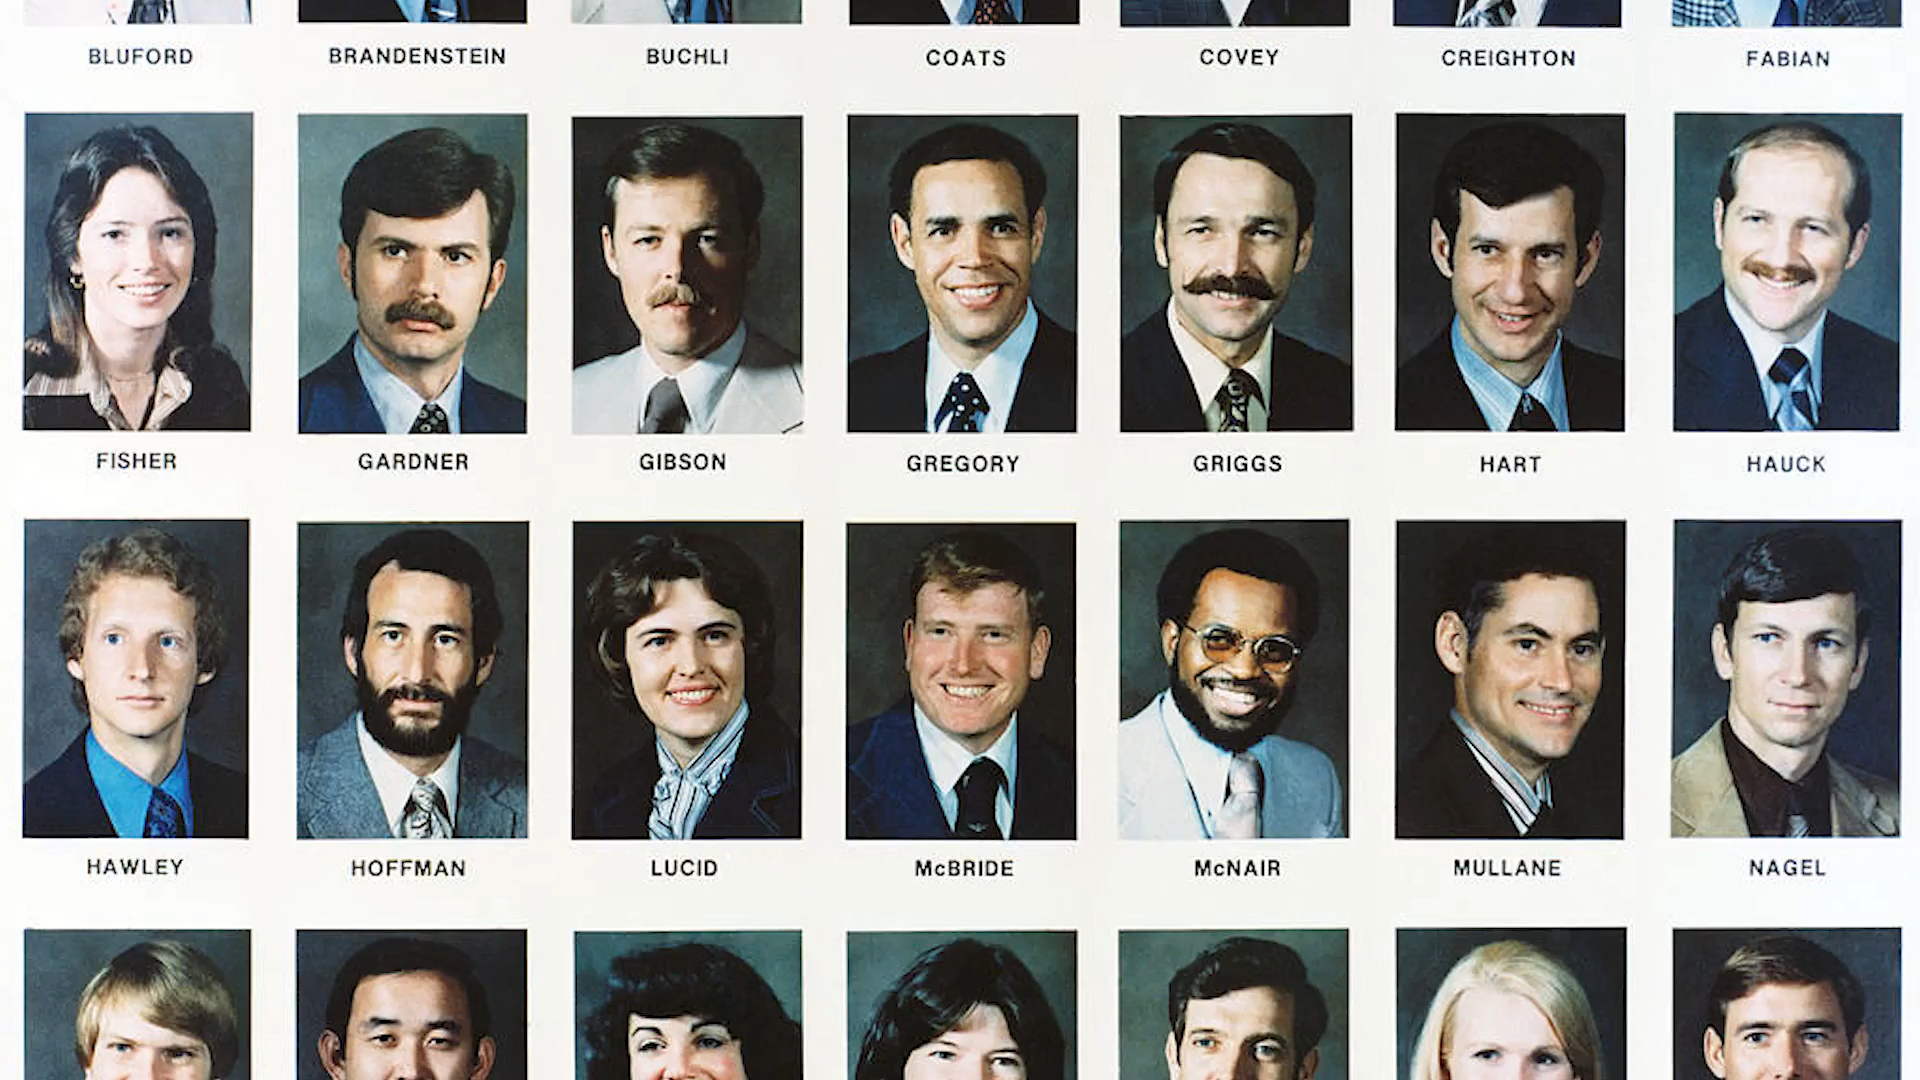 BLUFORD BRANDENSTEIN BUCHLI COATS COVEY CREIGHTON FABIAN
FISHER GARDNER GIBSON GREGORY GRIGGS HART HAUCK
HAWLEY HOFFMAN LUCID McBRIDE McNAIR MULLANE NAGEL